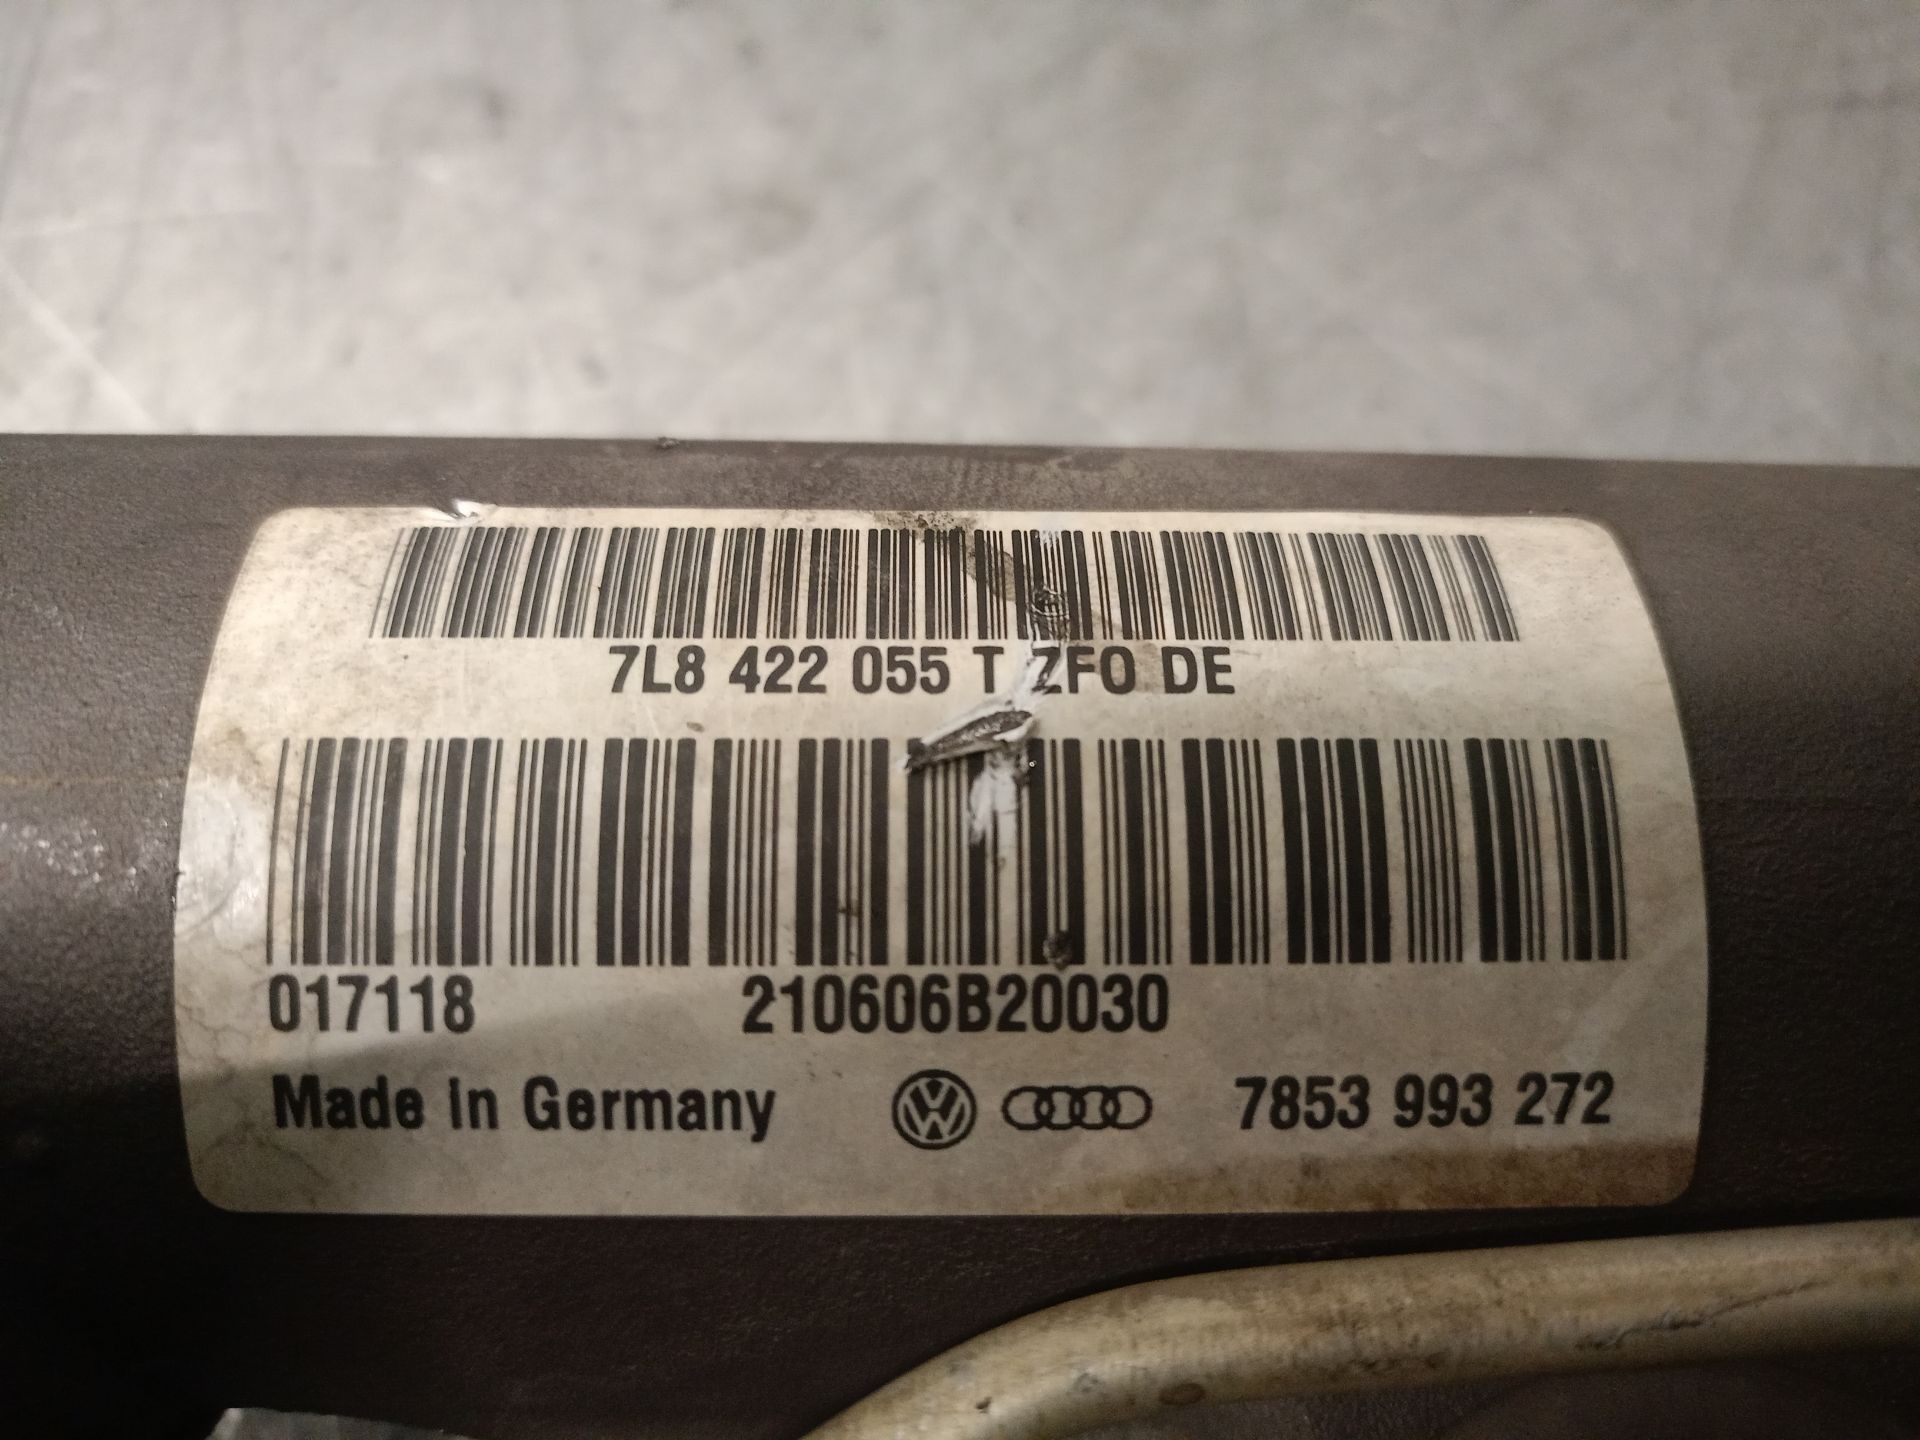 7L8 422 055 T ZFO DE
017118 210606B20030
Made in Germany 7853 993 272